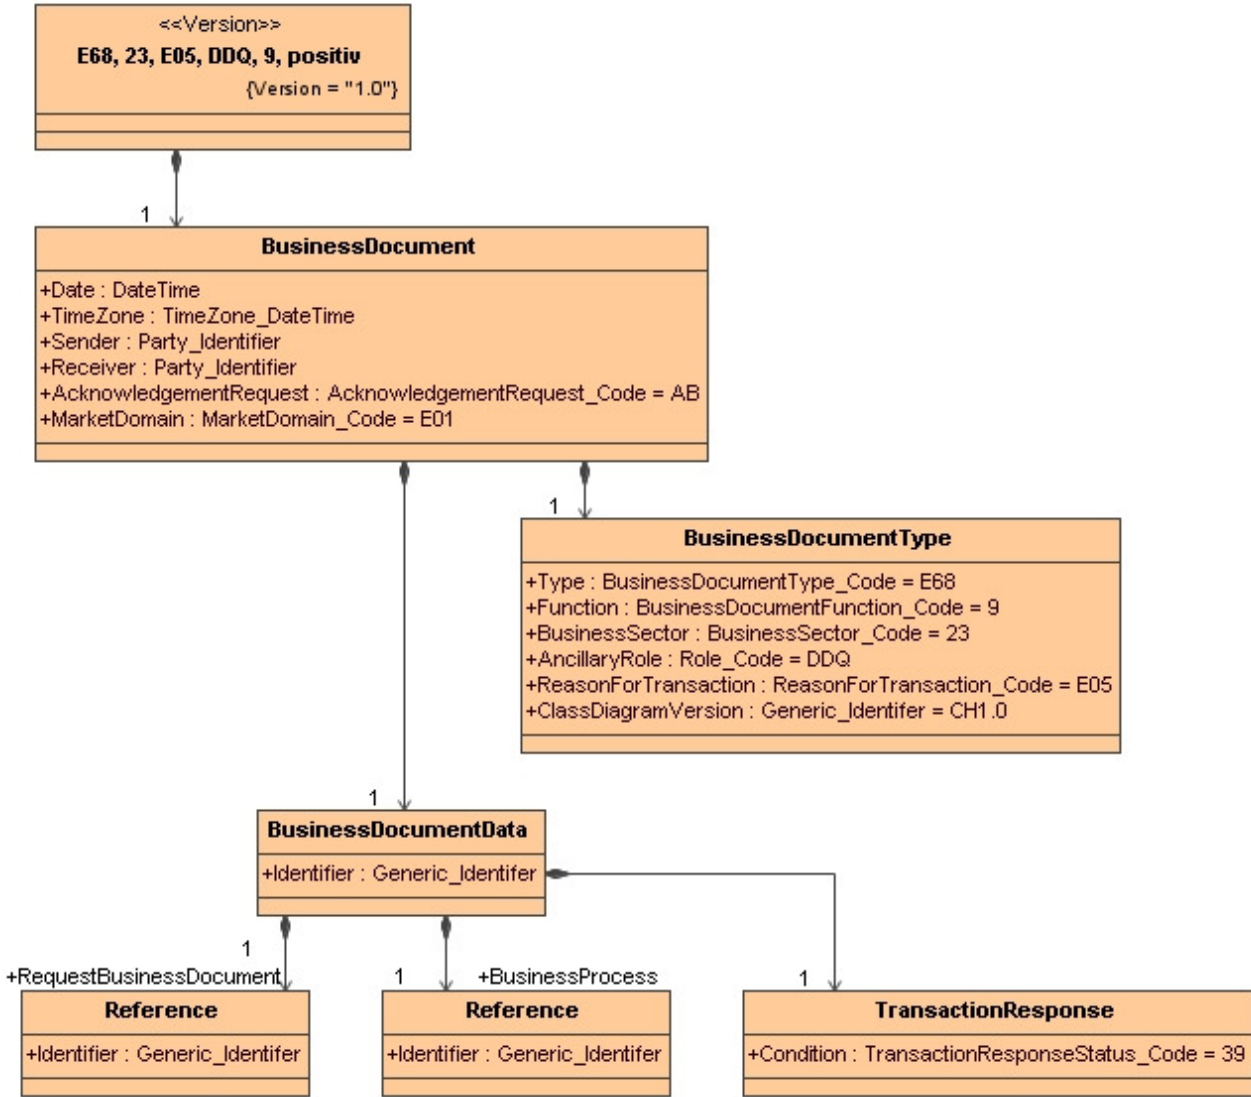 <<Version>>
E68, 23, E05, DDQ, 9, positiv
{Version = "1.0"}
1
BusinessDocument
+Date : DateTime
+TimeZone : TimeZone_DateTime
+Sender : Party_Identifier
+Receiver : Party_Identifier
+AcknowledgementRequest : AcknowledgementRequest_Code = AB
+MarketDomain : MarketDomain_Code = E01
1
BusinessDocumentType
+Type : BusinessDocumentType_Code = E68
+Function : BusinessDocumentFunction_Code = 9
+BusinessSector : BusinessSector_Code = 23
+AncillaryRole : Role_Code = DDQ
+ReasonForTransaction : ReasonForTransaction_Code = E05
+ClassDiagramVersion : Generic_Identifer = CH1.0
1
BusinessDocumentData
+Identifier : Generic_Identifer
1
+RequestBusinessDocument
Reference
+Identifier : Generic_Identifer
1
+BusinessProcess
Reference
+Identifier : Generic_Identifer
1
TransactionResponse
+Condition : TransactionResponseStatus_Code = 39